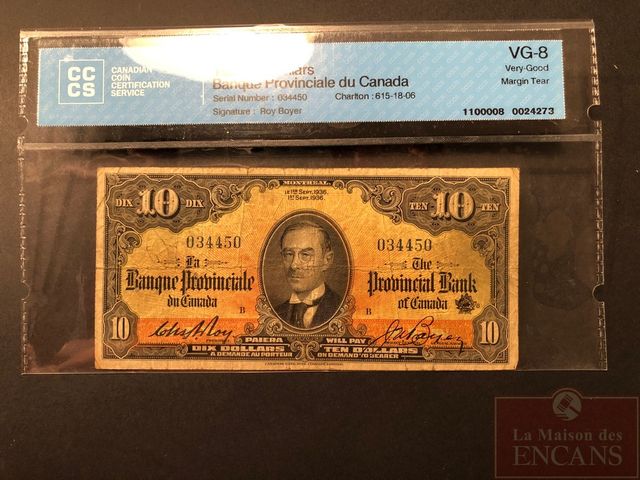 CC
CS
CANADIAN
COIN
CERTIFICATION
SERVICE
Banque Provinciale du Canada
Serial Number : 034450 Charlton : 615-18-06
Signature : Roy Boyer
VG-8
Very-Good
Margin Tear
1100008 0024273
MONTREAL,
LE 1ER SEPT. 1936.
1ST SEPT. 1936.
DIX 10 DIX
TEN 10 TEN
034450
034450
La
Banque Provinciale
du Canada
The
Provincial Bank
of Canada
B
B
10
10
PAIERA
DIX DOLLARS
A DEMANDE AU PORTEUR
WILL PAY
TEN DOLLARS
ON DEMAND TO BEARER
La Maison des
ENCANS